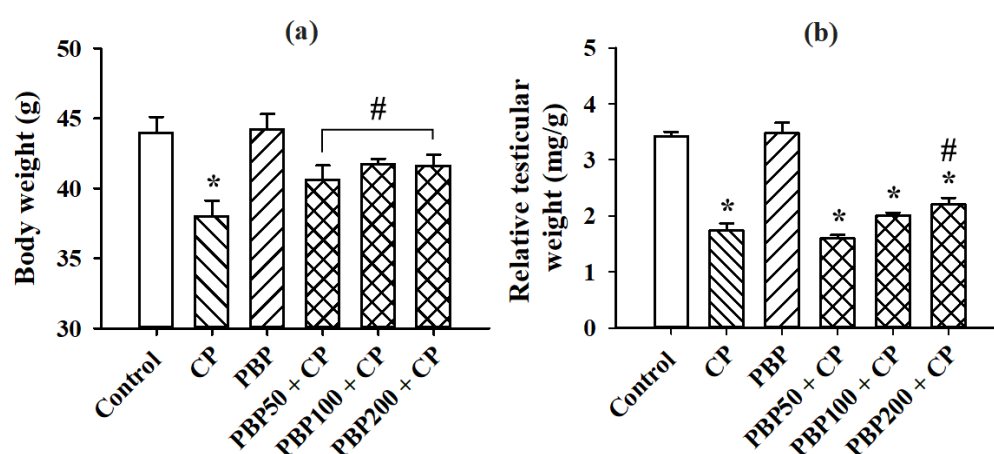 (a)
Body weight (g)
50
45
40
35
30
*
#
Control
CP
PBP
PBP50 + CP
PBP100 + CP
PBP200 + CP
(b)
Relative testicular
weight (mg/g)
5
4
3
2
1
0
*
*
*
#
*
Control
CP
PBP
PBP50 + CP
PBP100 + CP
PBP200 + CP